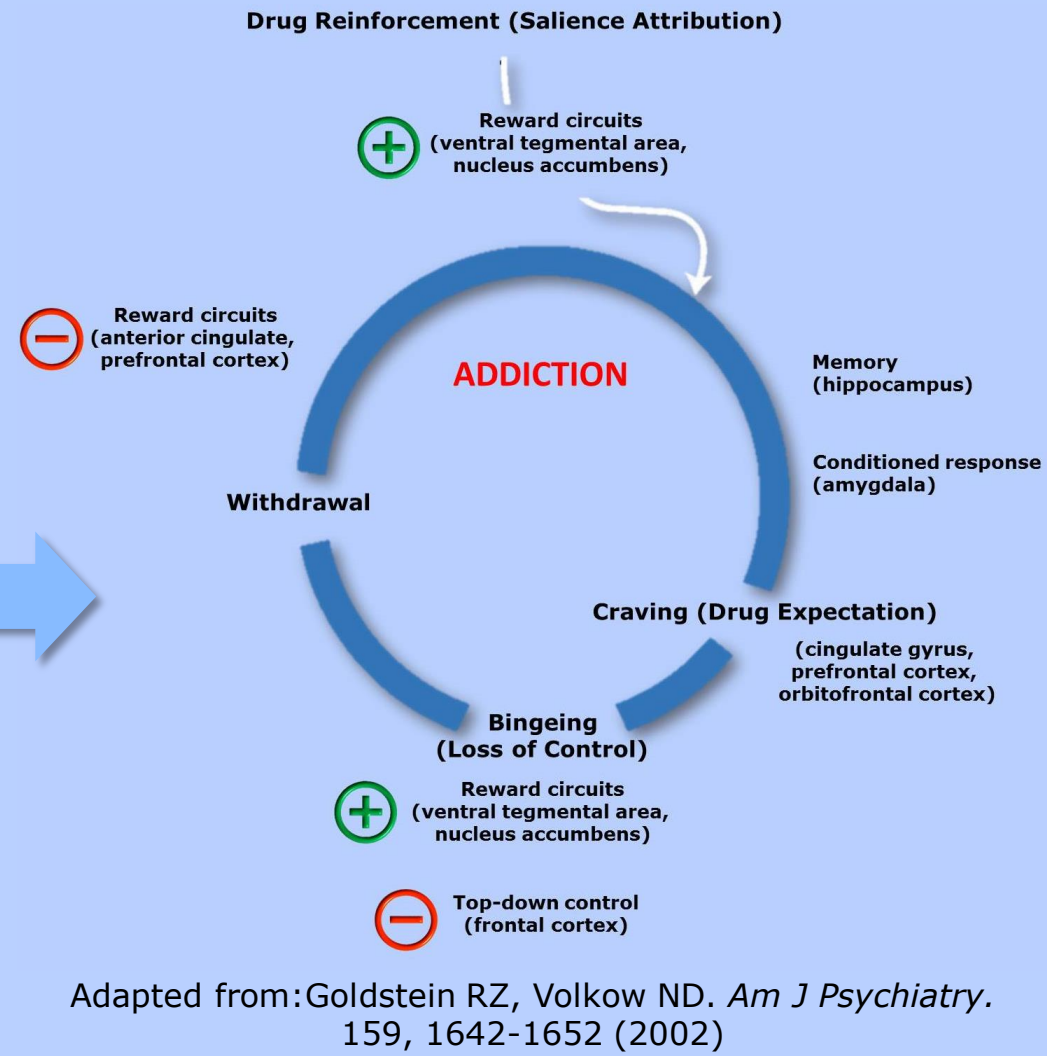 Drug Reinforcement (Salience Attribution)
Reward circuits
(ventral tegmental area,
nucleus accumbens)
Reward circuits
(anterior cingulate,
prefrontal cortex)
ADDICTION
Memory
(hippocampus)
Conditioned response
(amygdala)
Withdrawal
Craving (Drug Expectation)
(cingulate gyrus,
prefrontal cortex,
orbitofrontal cortex)
Bingeing
(Loss of Control)
Reward circuits
(ventral tegmental area,
nucleus accumbens)
Top-down control
(frontal cortex)
Adapted from:Goldstein RZ, Volkow ND. Am J Psychiatry.
159, 1642-1652 (2002)